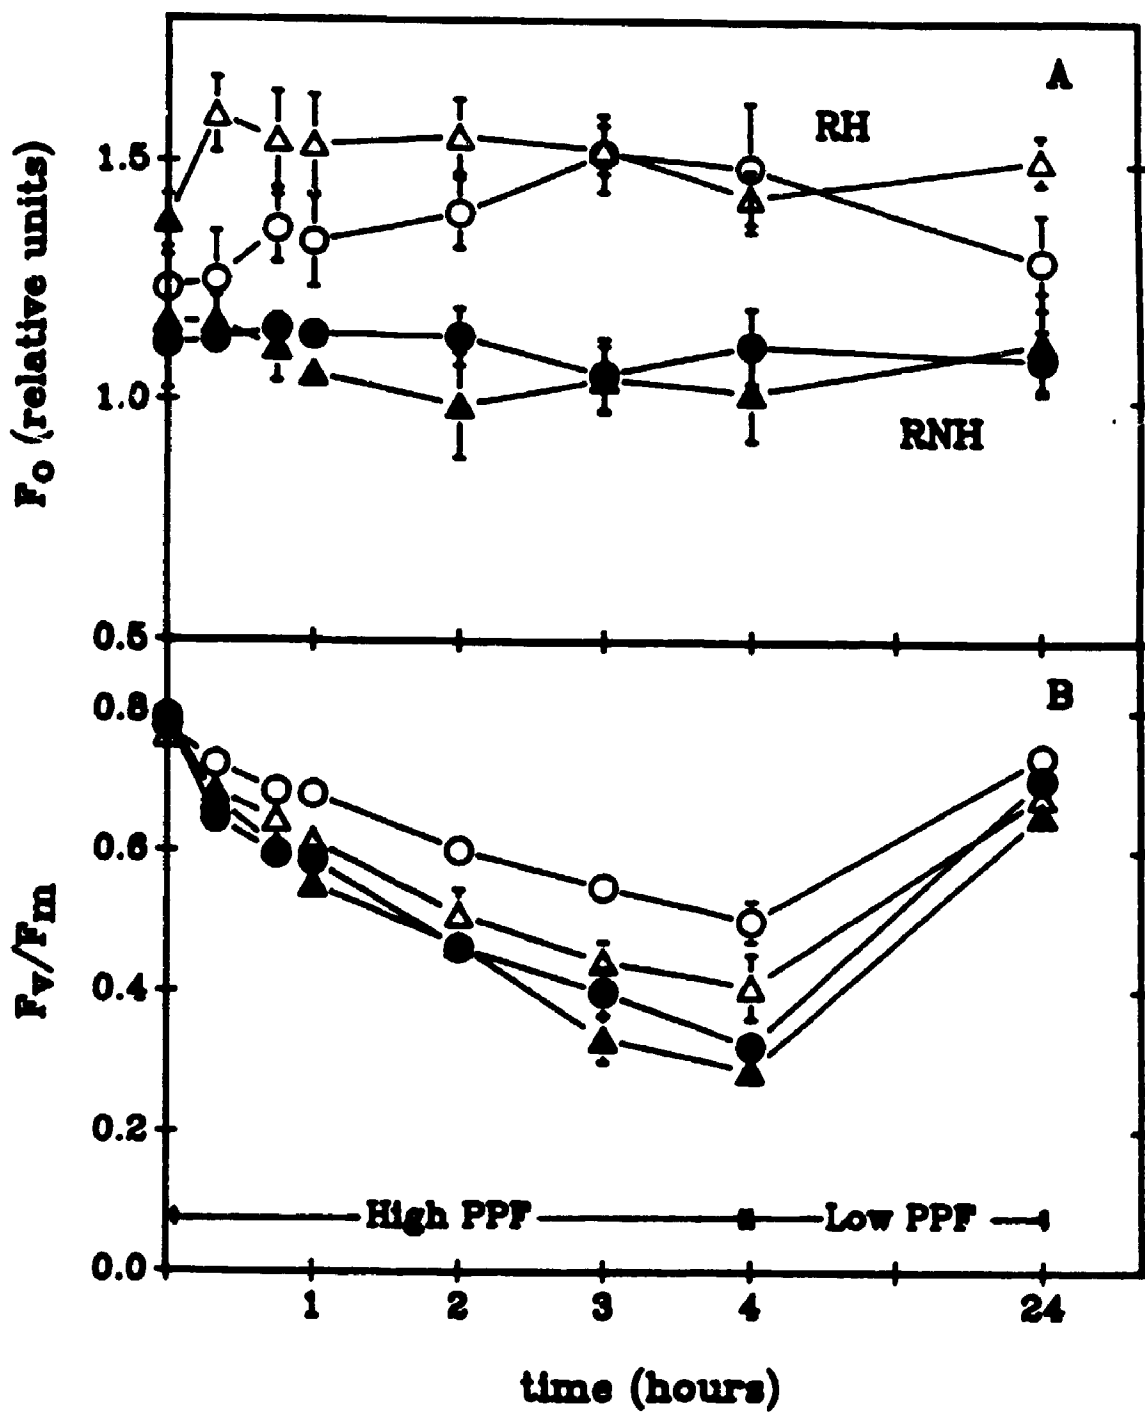 A
RH
1.5
1.0
RNH
0.5
Fo (relative units)
B
0.8
0.6
0.4
0.2
0.0
Fv/Fm
High PPF
Low PPF
1 2 3 4 24
time (hours)